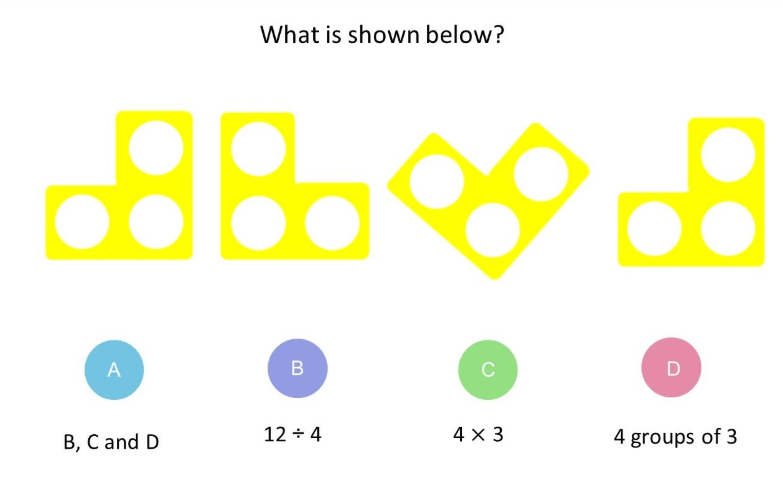 What is shown below?
A
B
C
D
B, C and D
12 ÷ 4
4 × 3
4 groups of 3